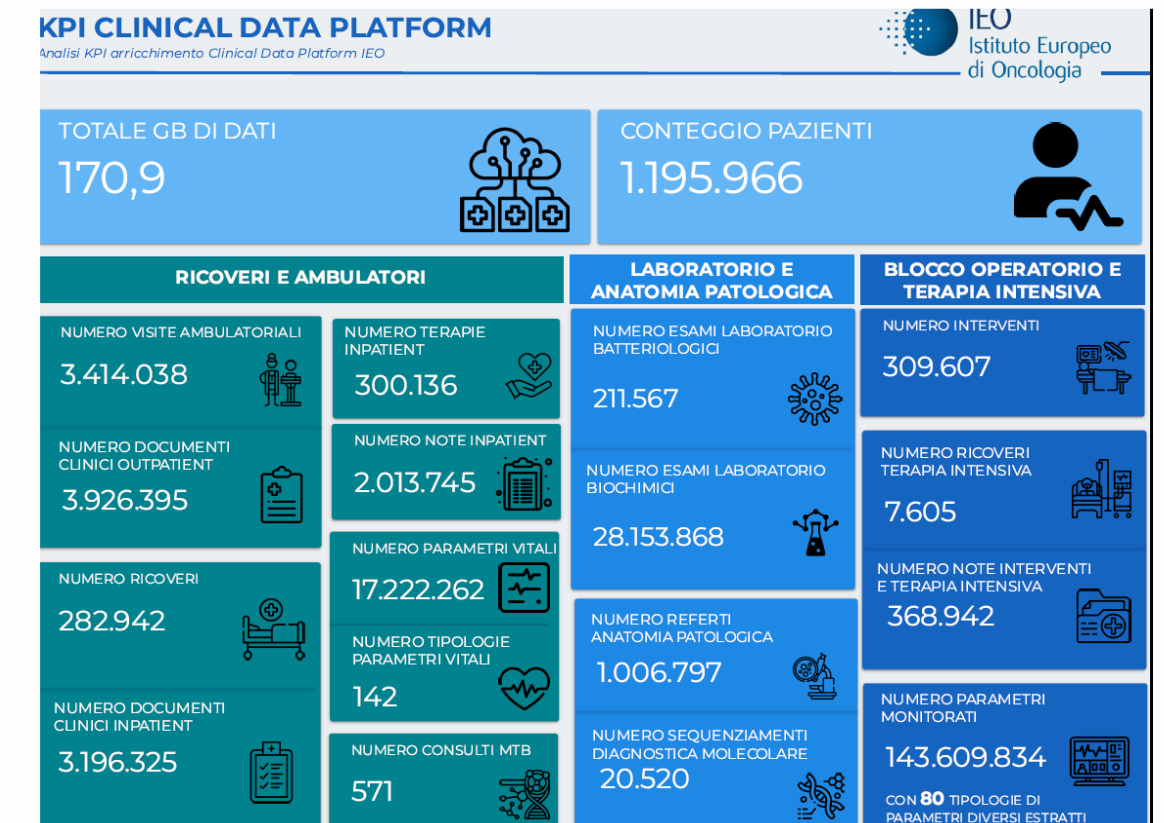 KPI CLINICAL DATA PLATFORM
Analisi KPI arricchimento Clinical Data Platform IEO
IEO
Istituto Europeo
di Oncologia
TOTALE GB DI DATI
170,9
CONTEGGIO PAZIENTI
1.195.966
RICOVERI E AMBULATORI
NUMERO VISITE AMBULATORIALI
3.414.038
NUMERO DOCUMENTI
CLINICI OUTPATIENT
3.926.395
NUMERO RICOVERI
282.942
NUMERO DOCUMENTI
CLINICI INPATIENT
3.196.325
NUMERO TERAPIE
INPATIENT
300.136
NUMERO NOTE INPATIENT
2.013.745
NUMERO PARAMETRI VITALI
17.222.262
NUMERO TIPOLOGIE
PARAMETRI VITALI
142
NUMERO CONSULTI MTB
571
LABORATORIO E
ANATOMIA PATOLOGICA
NUMERO ESAMI LABORATORIO
BATTERIOLOGICI
211.567
NUMERO ESAMI LABORATORIO
BIOCHIMICI
28.153.868
NUMERO REFERTI
ANATOMIA PATOLOGICA
1.006.797
NUMERO SEQUENZIAMENTI
DIAGNOSTICA MOLECOLARE
20.520
BLOCCO OPERATORIO E
TERAPIA INTENSIVA
NUMERO INTERVENTI
309.607
NUMERO RICOVERI
TERAPIA INTENSIVA
7.605
NUMERO NOTE INTERVENTI
E TERAPIA INTENSIVA
368.942
NUMERO PARAMETRI
MONITORATI
143.609.834
CON 80 TIPOLOGIE DI
PARAMETRI DIVERSI ESTRATTI